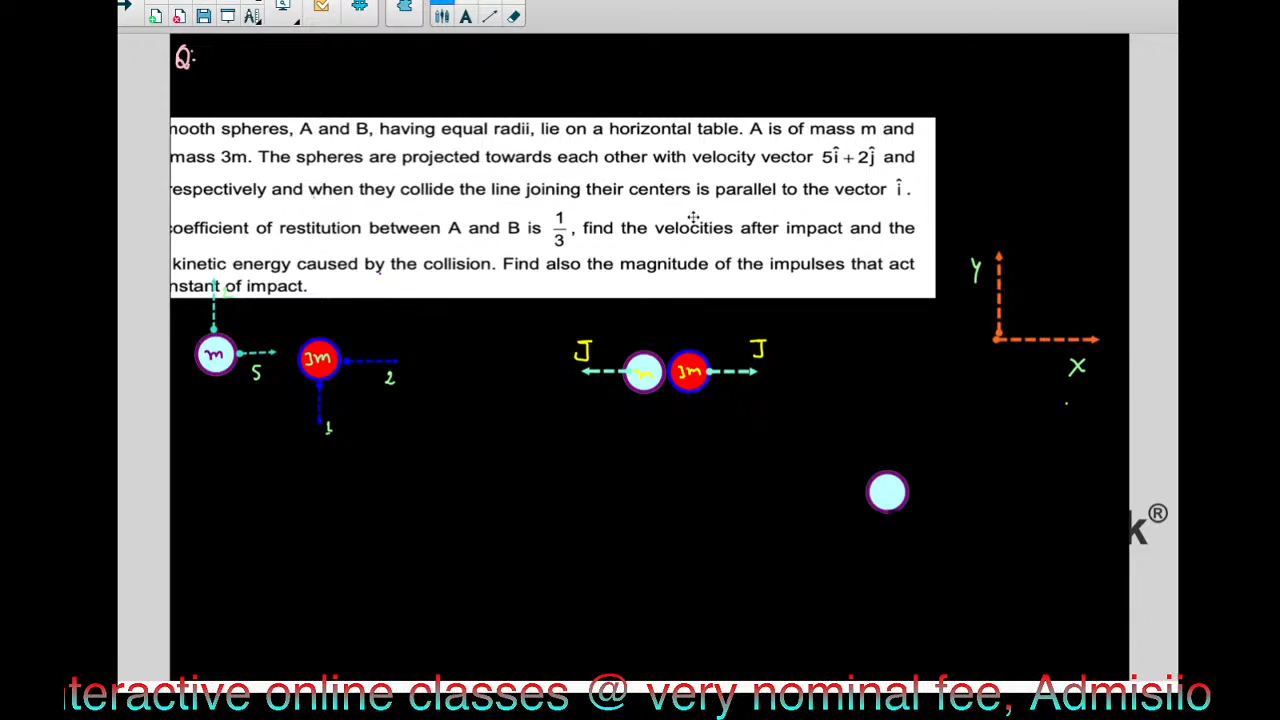 Q:
mooth spheres, A and B, having equal radii, lie on a horizontal table. A is of mass m and
mass 3m. The spheres are projected towards each other with velocity vector 5î + 2ĵ and
respectively and when they collide the line joining their centers is parallel to the vector î.
coefficient of restitution between A and B is 1/3, find the velocities after impact and the
kinetic energy caused by the collision. Find also the magnitude of the impulses that act
nstant of impact.
Y
J J
m 3m m 3m
5 2 X
1
k®
teractive online classes @ very nominal fee, Admisiio